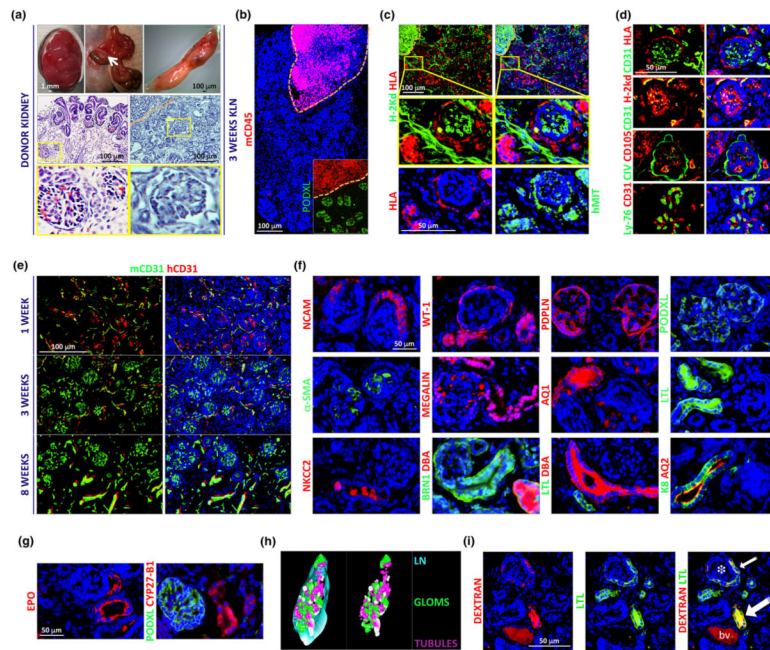 (a)
DONOR KIDNEY
1 mm
100 µm
100 µm
100 µm
3 WEEKS KLN
(b)
mCD45
PODXL
100 µm
(c)
H-2Kd HLA
100 µm
HLA
hMIT
50 µm
(d)
CD31 HLA
50 µm
CD31 H-2kd
CIV CD105
Ly-76 CD31
(e)
mCD31 hCD31
1 WEEK
100 µm
3 WEEKS
8 WEEKS
(f)
NCAM
50 µm
WT-1
PDPLN
PODXL
α-SMA
MEGALIN
AQ1
LTL
NKCC2
BRN1 DBA
LTL DBA
K8 AQ2
(g)
EPO
50 µm
PODXL CYP27-B1
(h)
LN
GLOMS
TUBULES
(i)
DEXTRAN
50 µm
LTL
DEXTRAN LTL
*
bv